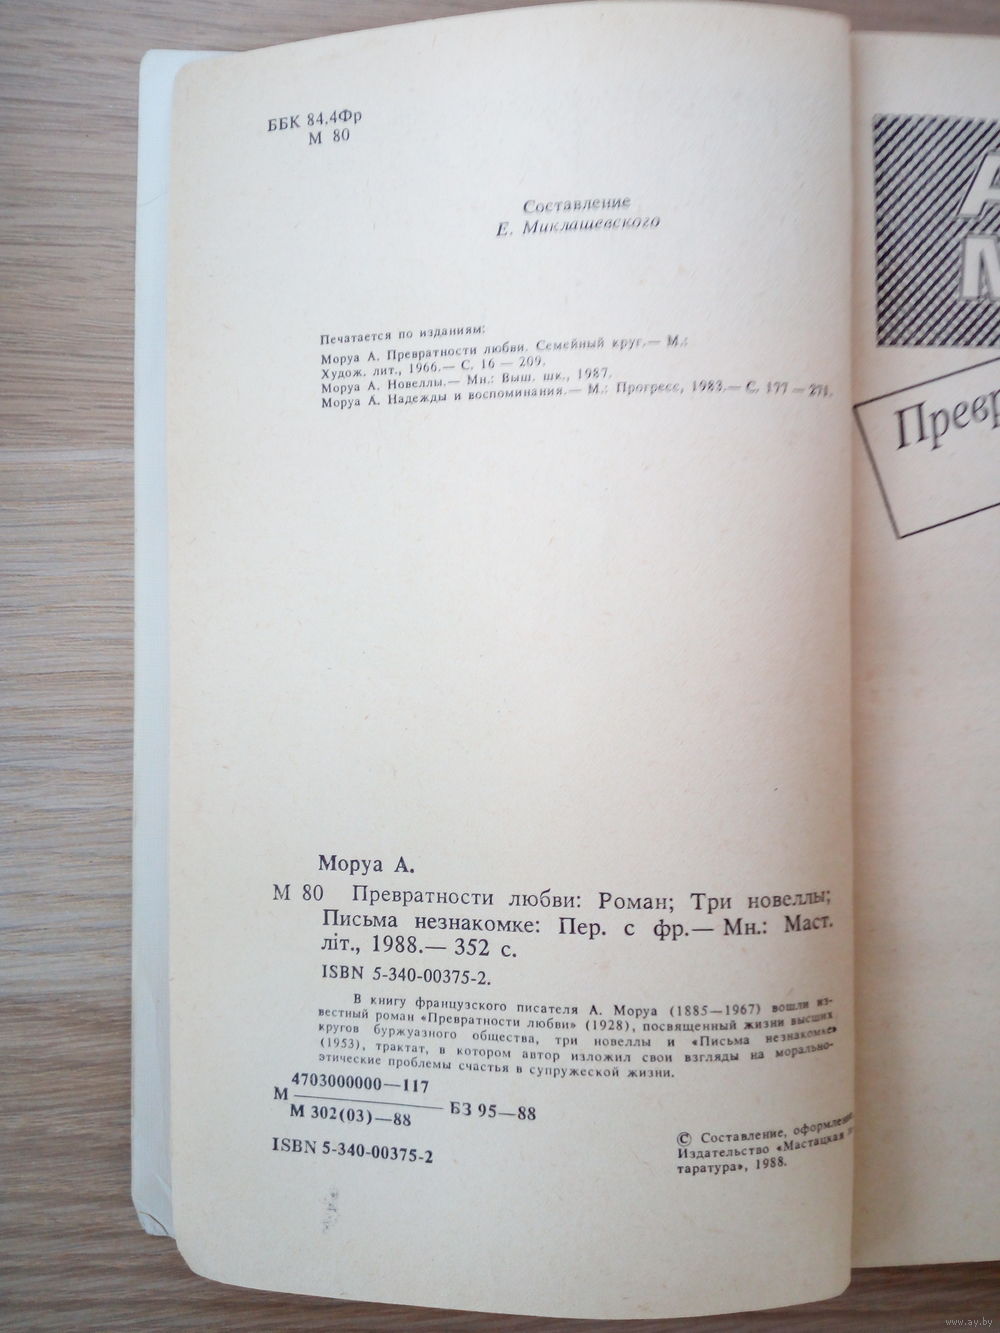 ББК 84.4Фр
М 80
Составление
Е. Миклашевского
Печатается по изданиям:
Моруа А. Превратности любви. Семейный круг.— М.:
Худож. лит., 1966.— С. 16 — 209.
Моруа А. Новеллы.— Мн.: Выш. шк., 1987.
Моруа А. Надежды и воспоминания.— М.: Прогресс, 1983.— С. 177 — 271.
Моруа А.
М 80 Превратности любви: Роман; Три новеллы;
Письма незнакомке: Пер. с фр.— Мн.: Маст.
літ., 1988.— 352 с.
ISBN 5-340-00375-2.
В книгу французского писателя А. Моруа (1885—1967) вошли из-
вестный роман «Превратности любви» (1928), посвященный жизни высших
кругов буржуазного общества, три новеллы и «Письма незнакомке»
(1953), трактат, в котором автор изложил свои взгляды на морально-
этические проблемы счастья в супружеской жизни.
4703000000—117
М
М 302(03)—88
БЗ 95—88
ISBN 5-340-00375-2
© Составление, оформление.
Издательство «Мастацкая
таратура», 1988.
Превр
А
М
www.ay.by